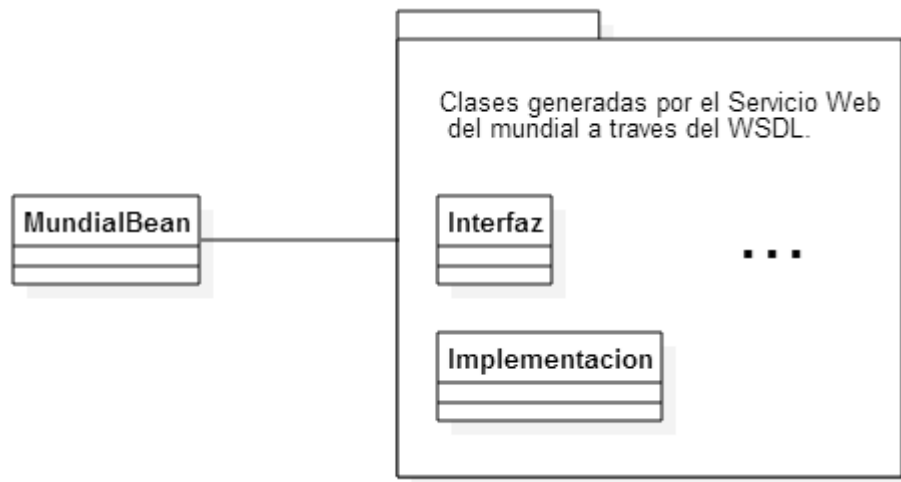 Clases generadas por el Servicio Web
del mundial a traves del WSDL.
MundialBean
Interfaz
...
Implementacion